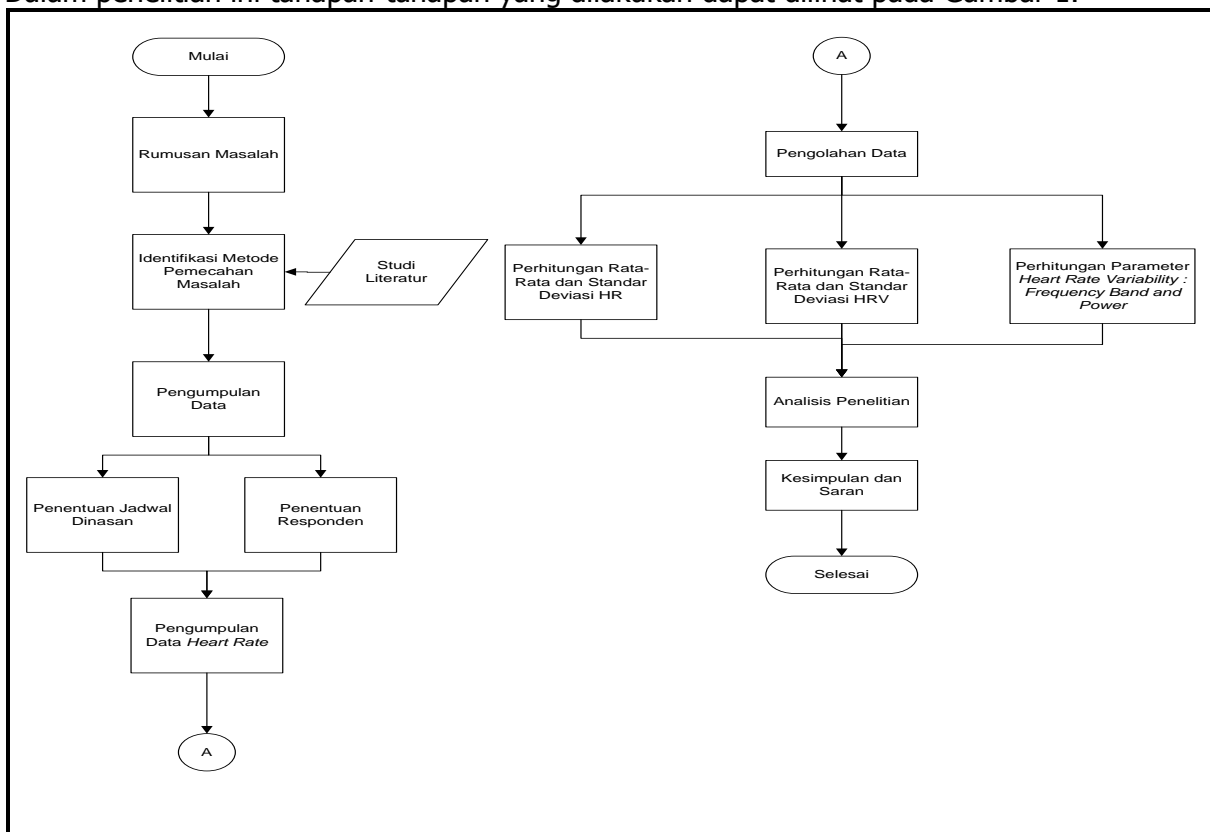 Dalam penelitian ini tahapan-tahapan yang dilakukan dapat dilihat pada Gambar 1.
Mulai
Rumusan Masalah
Identifikasi Metode
Pemecahan
Masalah
Studi
Literatur
Pengumpulan
Data
Penentuan Jadwal
Dinasan
Penentuan
Responden
Pengumpulan
Data Heart Rate
A
A
Pengolahan Data
Perhitungan Rata-
Rata dan Standar
Deviasi HR
Perhitungan Rata-
Rata dan Standar
Deviasi HRV
Perhitungan Parameter
Heart Rate Variability :
Frequency Band and
Power
Analisis Penelitian
Kesimpulan dan
Saran
Selesai